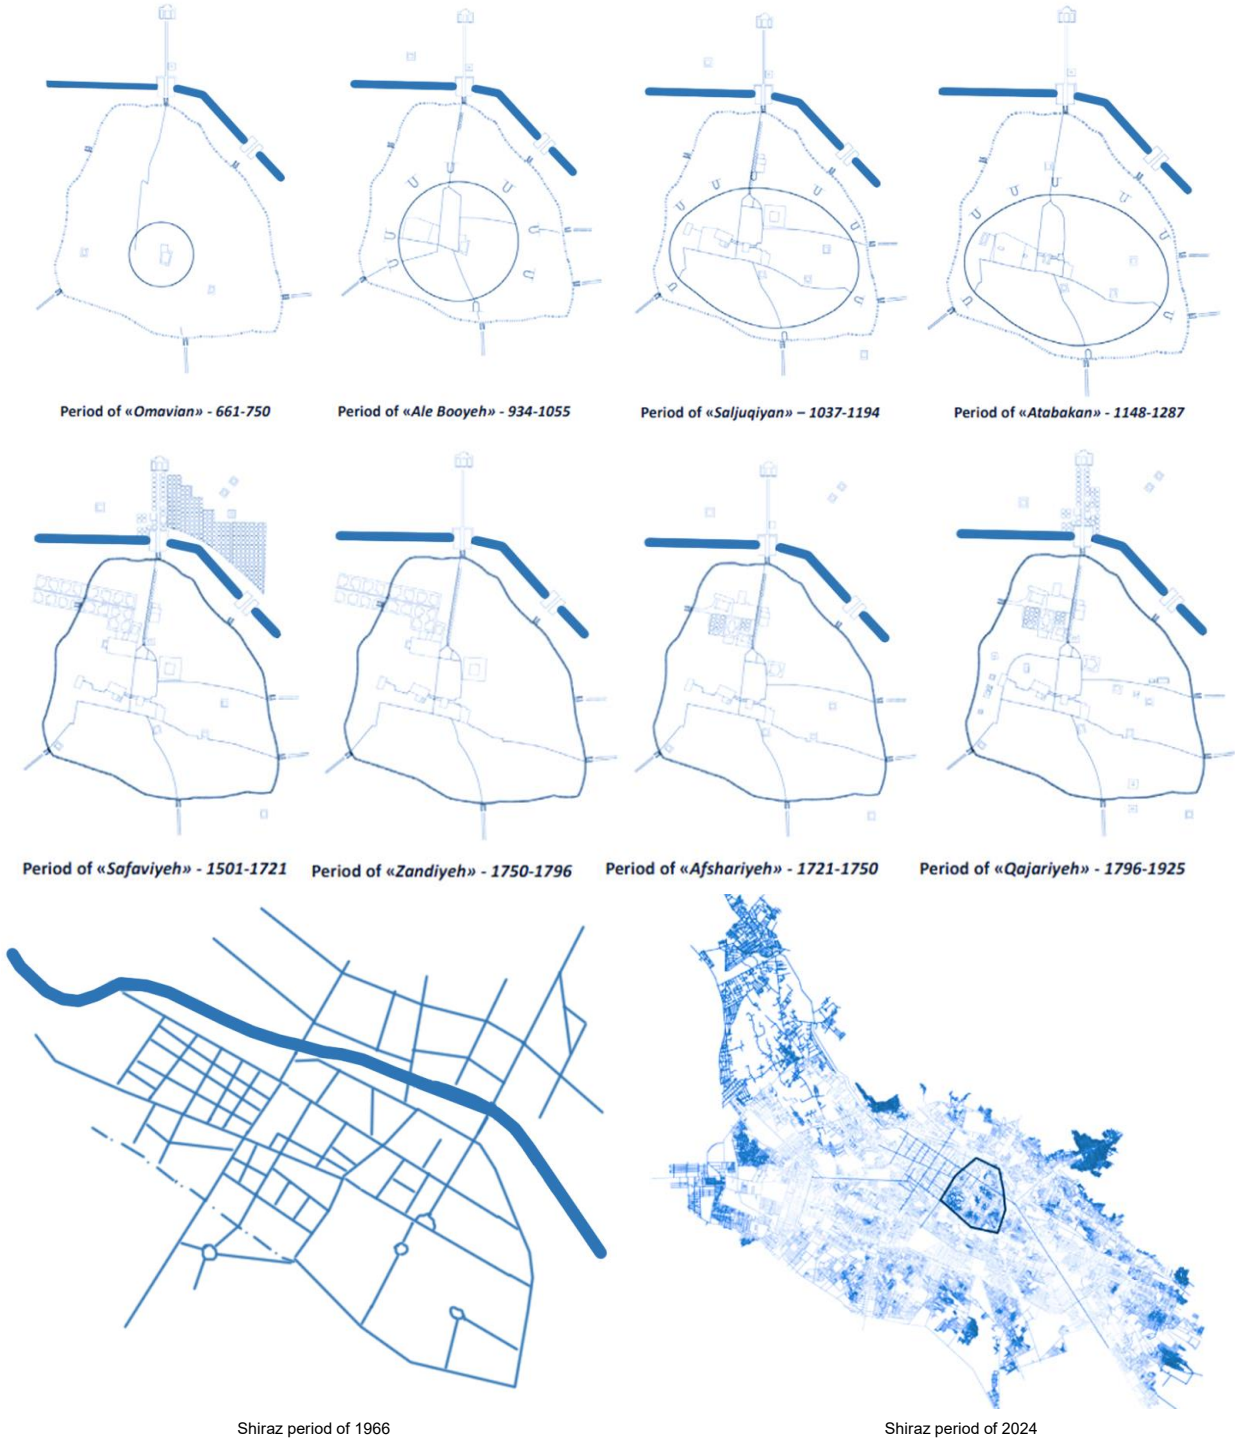 Period of «Omavian» - 661-750
Period of «Ale Booyeh» - 934-1055
Period of «Saljuqiyan» – 1037-1194
Period of «Atabakan» - 1148-1287
Period of «Safaviyeh» - 1501-1721
Period of «Zandiyeh» - 1750-1796
Period of «Afshariyeh» - 1721-1750
Period of «Qajariyeh» - 1796-1925
Shiraz period of 1966
Shiraz period of 2024